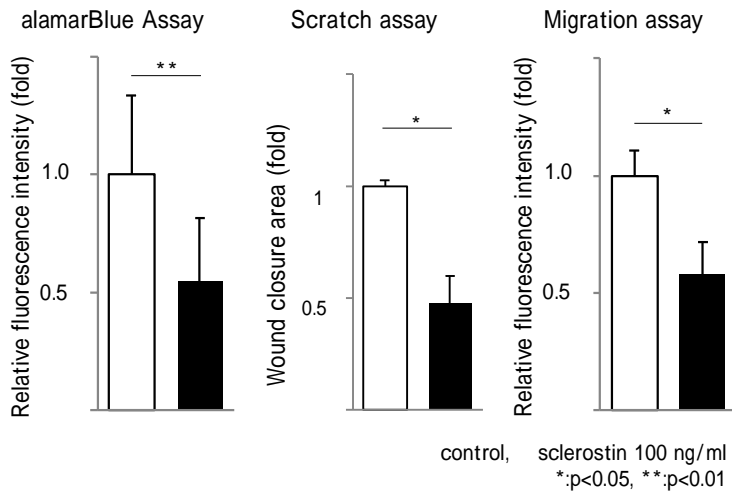 alamarBlue Assay
Scratch assay
Migration assay
Relative fluorescence intensity (fold)
**
1.0
0.5
Wound closure area (fold)
*
1
0.5
Relative fluorescence intensity (fold)
*
1.0
0.5
control, sclerostin 100 ng/ml
*:p<0.05, **:p<0.01